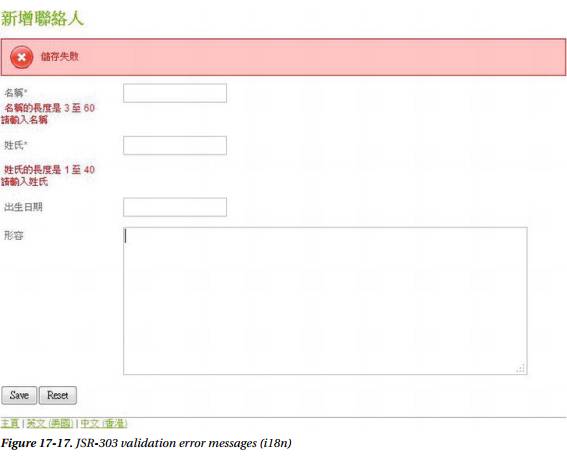 新增聯絡人
儲存失敗
名稱*
名稱的長度是 3 至 60
請輸入名稱
姓氏*
姓氏的長度是 1 至 40
請輸入姓氏
出生日期
形容
Save Reset
主頁 | 英文 (美國) | 中文 (香港)
Figure 17-17. JSR-303 validation error messages (i18n)